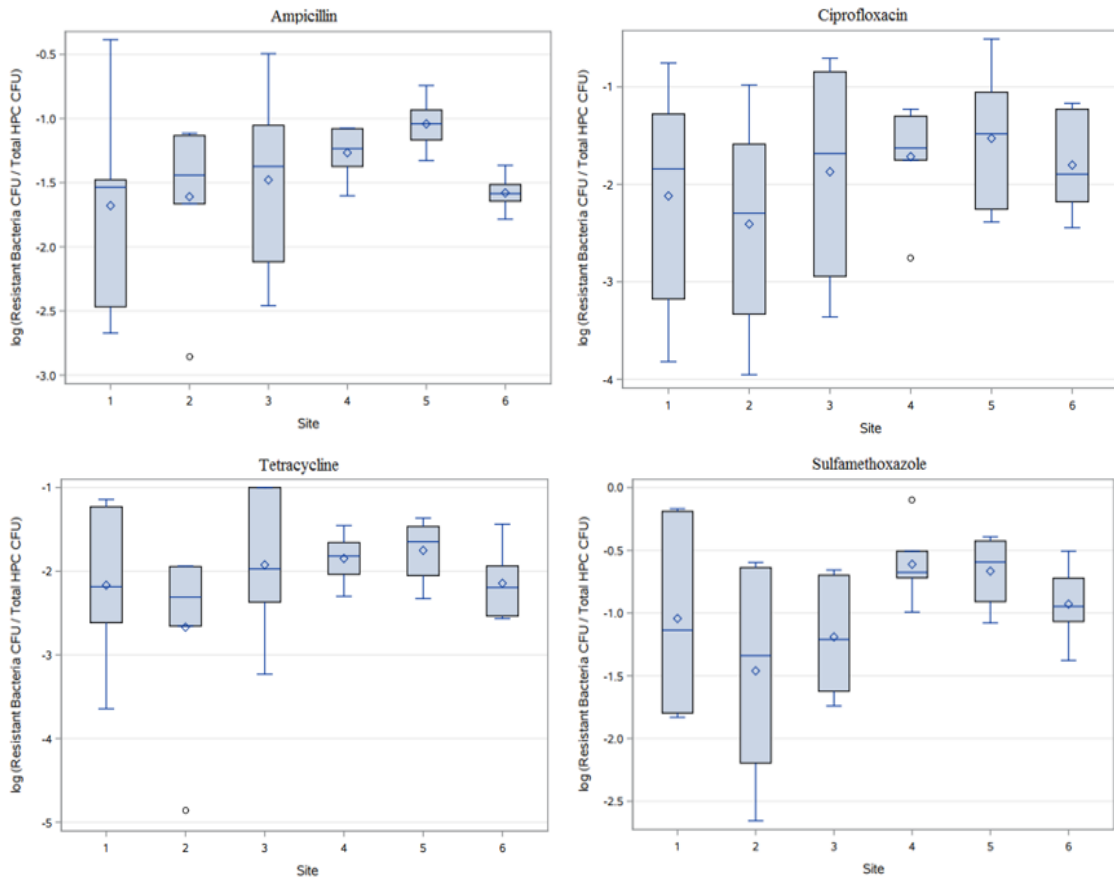 Ampicillin
log (Resistant Bacteria CFU / Total HPC CFU)
-0.5
-1.0
-1.5
-2.0
-2.5
-3.0
1 2 3 4 5 6
Site
Ciprofloxacin
log (Resistant Bacteria CFU / Total HPC CFU)
-1
-2
-3
-4
1 2 3 4 5 6
Site
Tetracycline
log (Resistant Bacteria CFU / Total HPC CFU)
-1
-2
-3
-4
-5
1 2 3 4 5 6
Site
Sulfamethoxazole
log (Resistant Bacteria CFU / Total HPC CFU)
0.0
-0.5
-1.0
-1.5
-2.0
-2.5
1 2 3 4 5 6
Site